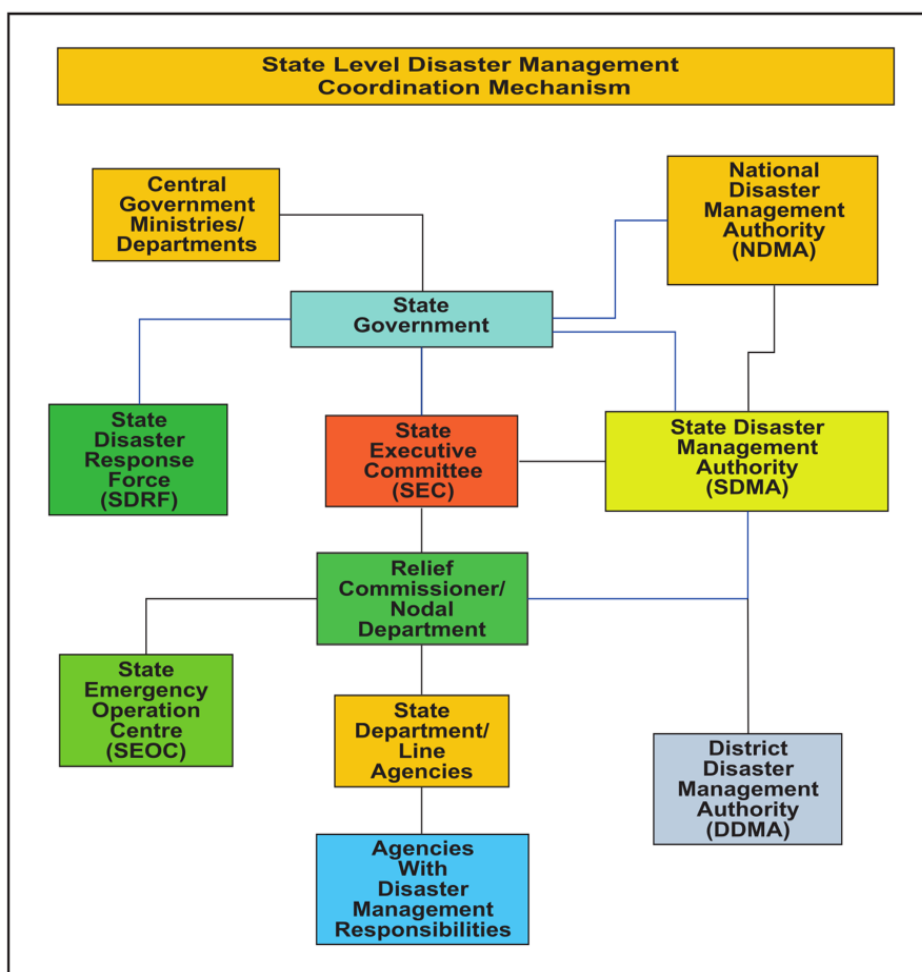 State Level Disaster Management
Coordination Mechanism
Central
Government
Ministries/
Departments
National
Disaster
Management
Authority
(NDMA)
State
Government
State
Disaster
Response
Force
(SDRF)
State
Executive
Committee
(SEC)
State Disaster
Management
Authority
(SDMA)
Relief
Commissioner/
Nodal
Department
State
Emergency
Operation
Centre
(SEOC)
State
Department/
Line
Agencies
District
Disaster
Management
Authority
(DDMA)
Agencies
With
Disaster
Management
Responsibilities